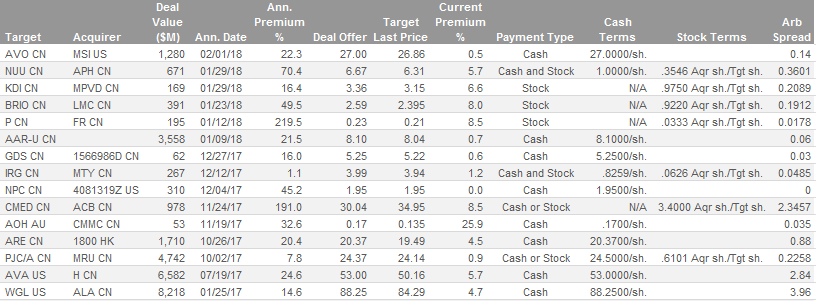 Deal Ann. Current
Value Premium Target Premium Cash Arb
Target Acquirer ($M) Ann. Date % Deal Offer Last Price % Payment Type Terms Stock Terms Spread
AVO CN MSI US 1,280 02/01/18 22.3 27.00 26.86 0.5 Cash 27.0000/sh. 0.14
NUU CN APH CN 671 01/29/18 70.4 6.67 6.31 5.7 Cash and Stock 1.0000/sh. .3546 Aqr sh./Tgt sh. 0.3601
KDI CN MPVD CN 169 01/29/18 16.4 3.36 3.15 6.6 Stock N/A .9750 Aqr sh./Tgt sh. 0.2089
BRIO CN LMC CN 391 01/23/18 49.5 2.59 2.395 8.0 Stock N/A .9220 Aqr sh./Tgt sh. 0.1912
P CN FR CN 195 01/12/18 219.5 0.23 0.21 8.5 Stock N/A .0333 Aqr sh./Tgt sh. 0.0178
AAR-U CN 3,558 01/09/18 21.5 8.10 8.04 0.7 Cash 8.1000/sh. 0.06
GDS CN 1566986D CN 62 12/27/17 16.0 5.25 5.22 0.6 Cash 5.2500/sh. 0.03
IRG CN MTY CN 267 12/12/17 1.1 3.99 3.94 1.2 Cash and Stock .8259/sh. .0626 Aqr sh./Tgt sh. 0.0485
NPC CN 4081319Z US 310 12/04/17 45.2 1.95 1.95 0.0 Cash 1.9500/sh. 0
CMED CN ACB CN 978 11/24/17 191.0 30.04 34.95 8.5 Cash or Stock N/A 3.4000 Aqr sh./Tgt sh. 2.3457
AOH AU CMMC CN 53 11/19/17 32.6 0.17 0.135 25.9 Cash .1700/sh. 0.035
ARE CN 1800 HK 1,710 10/26/17 20.4 20.37 19.49 4.5 Cash 20.3700/sh. 0.88
PJC/A CN MRU CN 4,742 10/02/17 7.8 24.37 24.14 0.9 Cash or Stock 24.5000/sh. .6101 Aqr sh./Tgt sh. 0.2258
AVA US H CN 6,582 07/19/17 24.6 53.00 50.16 5.7 Cash 53.0000/sh. 2.84
WGL US ALA CN 8,218 01/25/17 14.6 88.25 84.29 4.7 Cash 88.2500/sh. 3.96